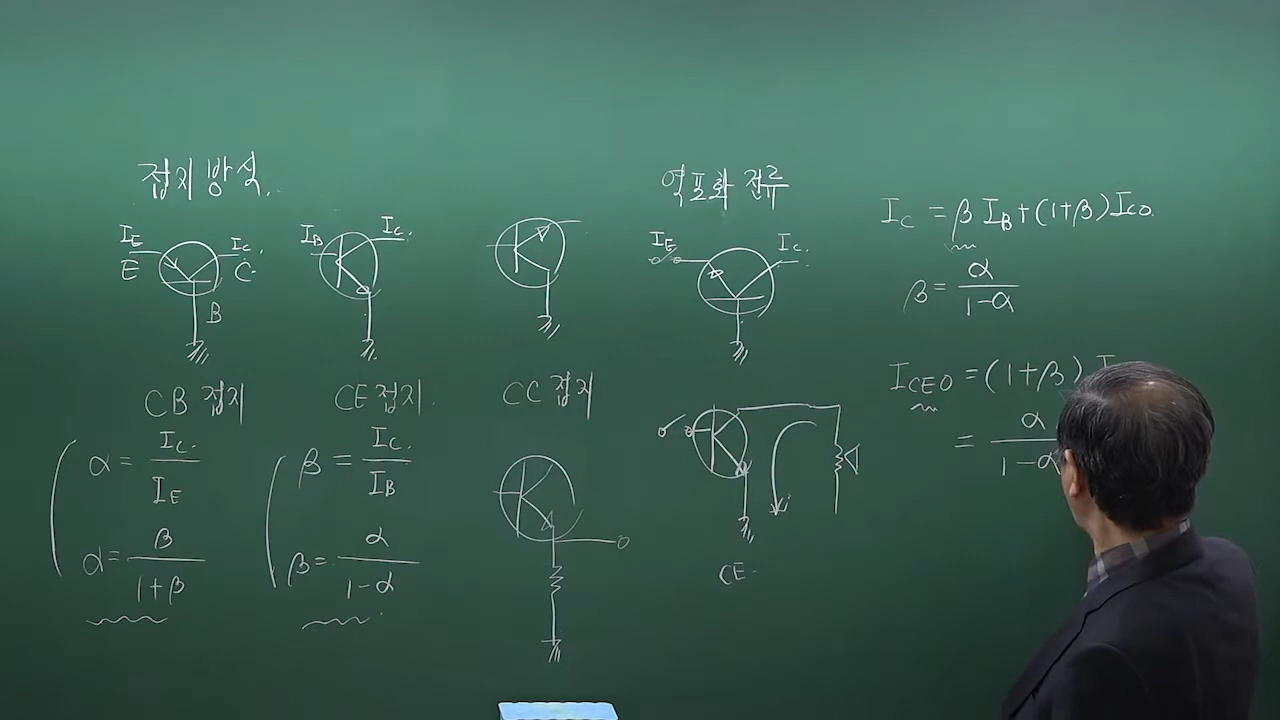 접지 방식.
I_E
E
I_C.
C.
B
CB 접지
α = I_C / I_E
α = β / 1+β
I_B
I_C.
CE 접지.
β = I_C / I_B
β = α / 1-α
CC 접지
역포화 전류
I_E
I_C.
CE.
I_C = β I_B + (1+β) I_CO.
β = α / 1-α
I_CEO = (1+β) I
= α / 1-α